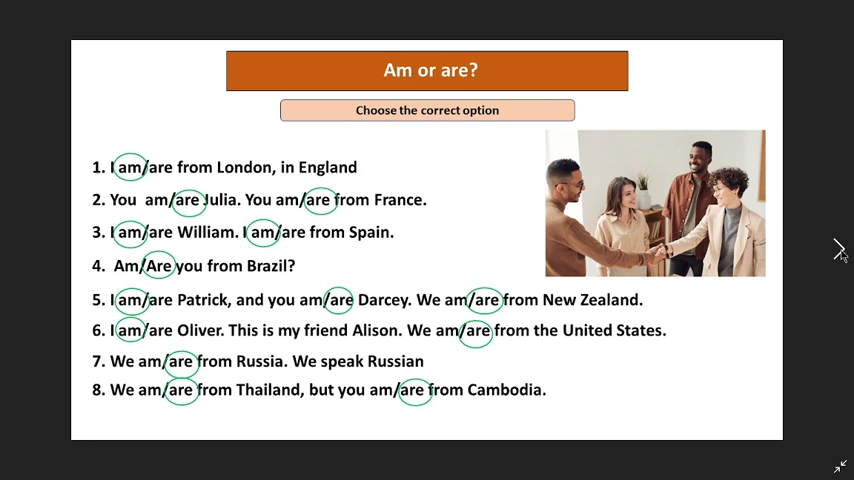 Am or are?
Choose the correct option
1. I am/are from London, in England
2. You am/are Julia. You am/are from France.
3. I am/are William. I am/are from Spain.
4. Am/Are you from Brazil?
5. I am/are Patrick, and you am/are Darcey. We am/are from New Zealand.
6. I am/are Oliver. This is my friend Alison. We am/are from the United States.
7. We am/are from Russia. We speak Russian
8. We am/are from Thailand, but you am/are from Cambodia.